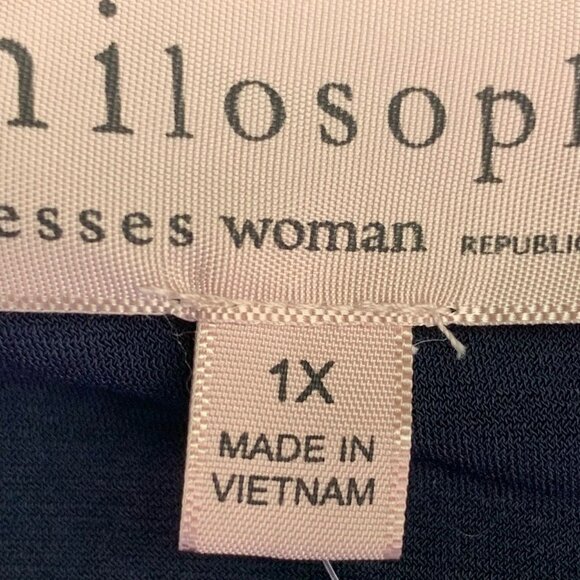 hilosoph
esses woman REPUBLIC
1X
MADE IN
VIETNAM